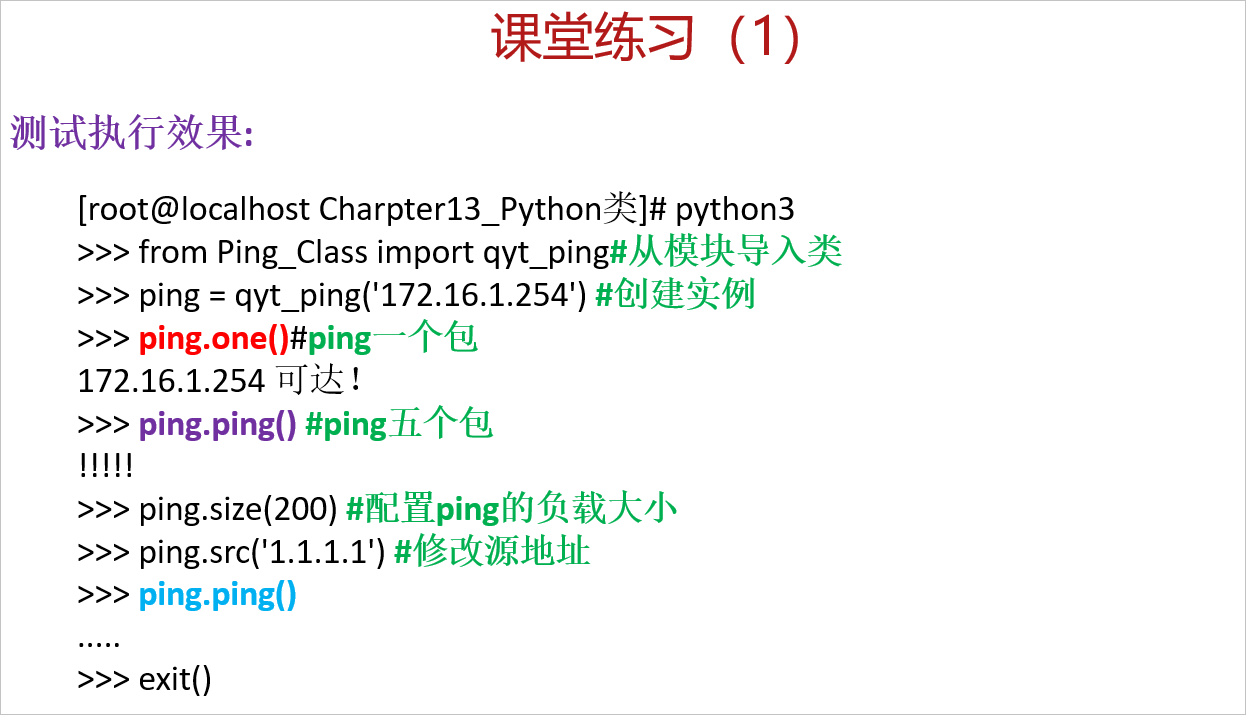 课堂练习（1）
测试执行效果:
[root@localhost Charpter13_Python类]# python3
>>> from Ping_Class import qyt_ping#从模块导入类
>>> ping = qyt_ping('172.16.1.254') #创建实例
>>> ping.one()#ping一个包
172.16.1.254 可达！
>>> ping.ping() #ping五个包
!!!!!
>>> ping.size(200) #配置ping的负载大小
>>> ping.src('1.1.1.1') #修改源地址
>>> ping.ping()
.....
>>> exit()